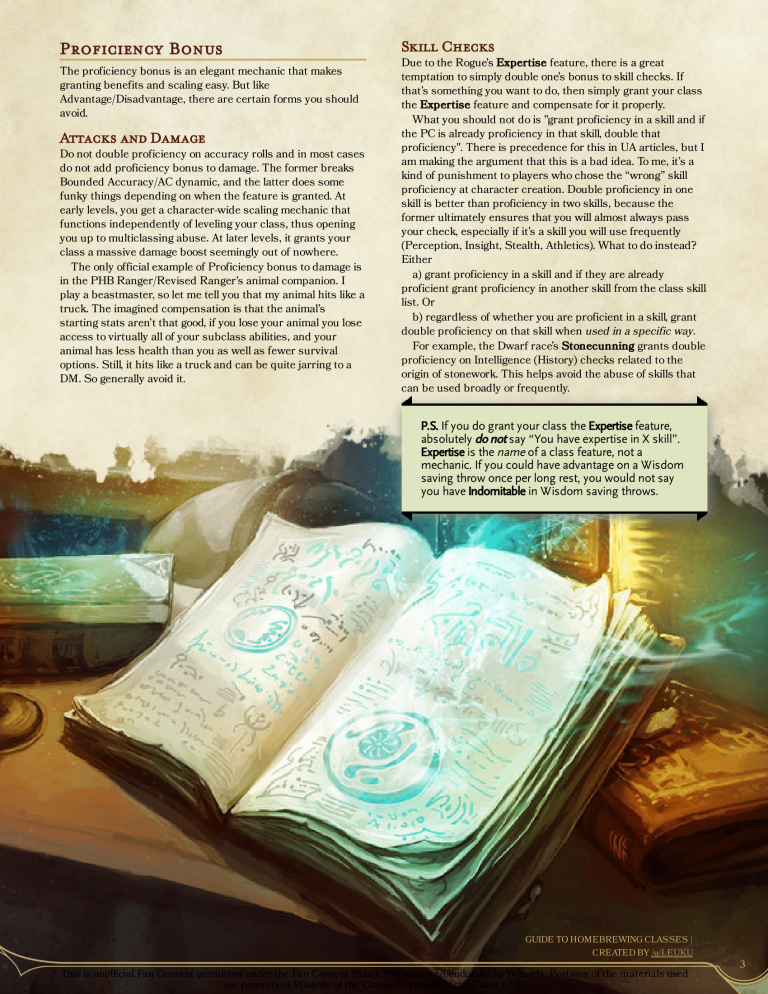 PROFICIENCY BONUS
The proficiency bonus is an elegant mechanic that makes
granting benefits and scaling easy. But like
Advantage/Disadvantage, there are certain forms you should
avoid.
ATTACKS AND DAMAGE
Do not double proficiency on accuracy rolls and in most cases
do not add proficiency bonus to damage. The former breaks
Bounded Accuracy/AC dynamic, and the latter does some
funky things depending on when the feature is granted. At
early levels, you get a character-wide scaling mechanic that
functions independently of leveling your class, thus opening
you up to multiclassing abuse. At later levels, it grants your
class a massive damage boost seemingly out of nowhere.
The only official example of Proficiency bonus to damage is
in the PHB Ranger/Revised Ranger's animal companion. I
play a beastmaster, so let me tell you that my animal hits like a
truck. The imagined compensation is that the animal's
starting stats aren't that good, if you lose your animal you lose
access to virtually all of your subclass abilities, and your
animal has less health than you as well as fewer survival
options. Still, it hits like a truck and can be quite jarring to a
DM. So generally avoid it.
SKILL CHECKS
Due to the Rogue's Expertise feature, there is a great
temptation to simply double one's bonus to skill checks. If
that's something you want to do, then simply grant your class
the Expertise feature and compensate for it properly.
What you should not do is "grant proficiency in a skill and if
the PC is already proficiency in that skill, double that
proficiency". There is precedence for this in UA articles, but I
am making the argument that this is a bad idea. To me, it's a
kind of punishment to players who chose the "wrong" skill
proficiency at character creation. Double proficiency in one
skill is better than proficiency in two skills, because the
former ultimately ensures that you will almost always pass
your check, especially if it's a skill you will use frequently
(Perception, Insight, Stealth, Athletics). What to do instead?
Either
a) grant proficiency in a skill and if they are already
proficient grant proficiency in another skill from the class skill
list. Or
b) regardless of whether you are proficient in a skill, grant
double proficiency on that skill when used in a specific way.
For example, the Dwarf race's Stonecunning grants double
proficiency on Intelligence (History) checks related to the
origin of stonework. This helps avoid the abuse of skills that
can be used broadly or frequently.
P.S. If you do grant your class the Expertise feature,
absolutely do not say "You have expertise in X skill".
Expertise is the name of a class feature, not a
mechanic. If you could have advantage on a Wisdom
saving throw once per long rest, you would not say
you have Indomitable in Wisdom saving throws.
GUIDE TO HOMEBREWING CLASSES |
CREATED BY /u/LEUKU
3
This is unofficial Fan Content permitted under the Fan Content Policy. Not approved/endorsed by Wizards. Portions of the materials used
are property of Wizards of the Coast. ©Wizards of the Coast LLC.